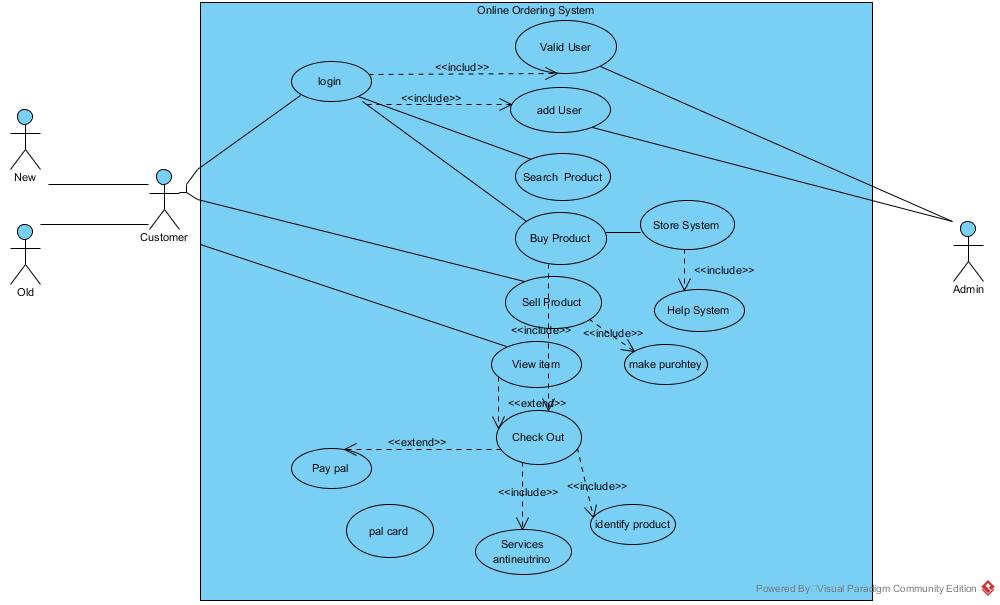 Online Ordering System
Valid User
login
<<includ>>
<<include>>
add User
New
Search  Product
Customer
Old
Buy Product
Store System
Admin
<<include>>
Sell Product
Help System
<<include>>
<<include>>
View item
make purohtey
<<extend>>
Check Out
<<extend>>
Pay pal
<<include>>
<<include>>
pal card
identify product
Services
antineutrino
Powered By Visual Paradigm Community Edition